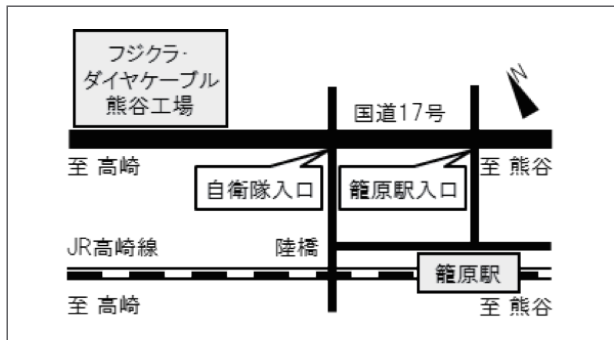 フジクラ・
ダイヤケーブル
熊谷工場
N
国道17号
至 高崎
至 熊谷
自衛隊入口
籠原駅入口
JR高崎線
陸橋
籠原駅
至 高崎
至 熊谷